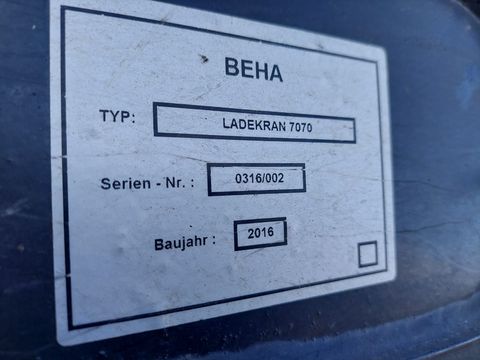 BEHA
TYP: LADEKRAN 7070
Serien - Nr. : 0316/002
Baujahr : 2016